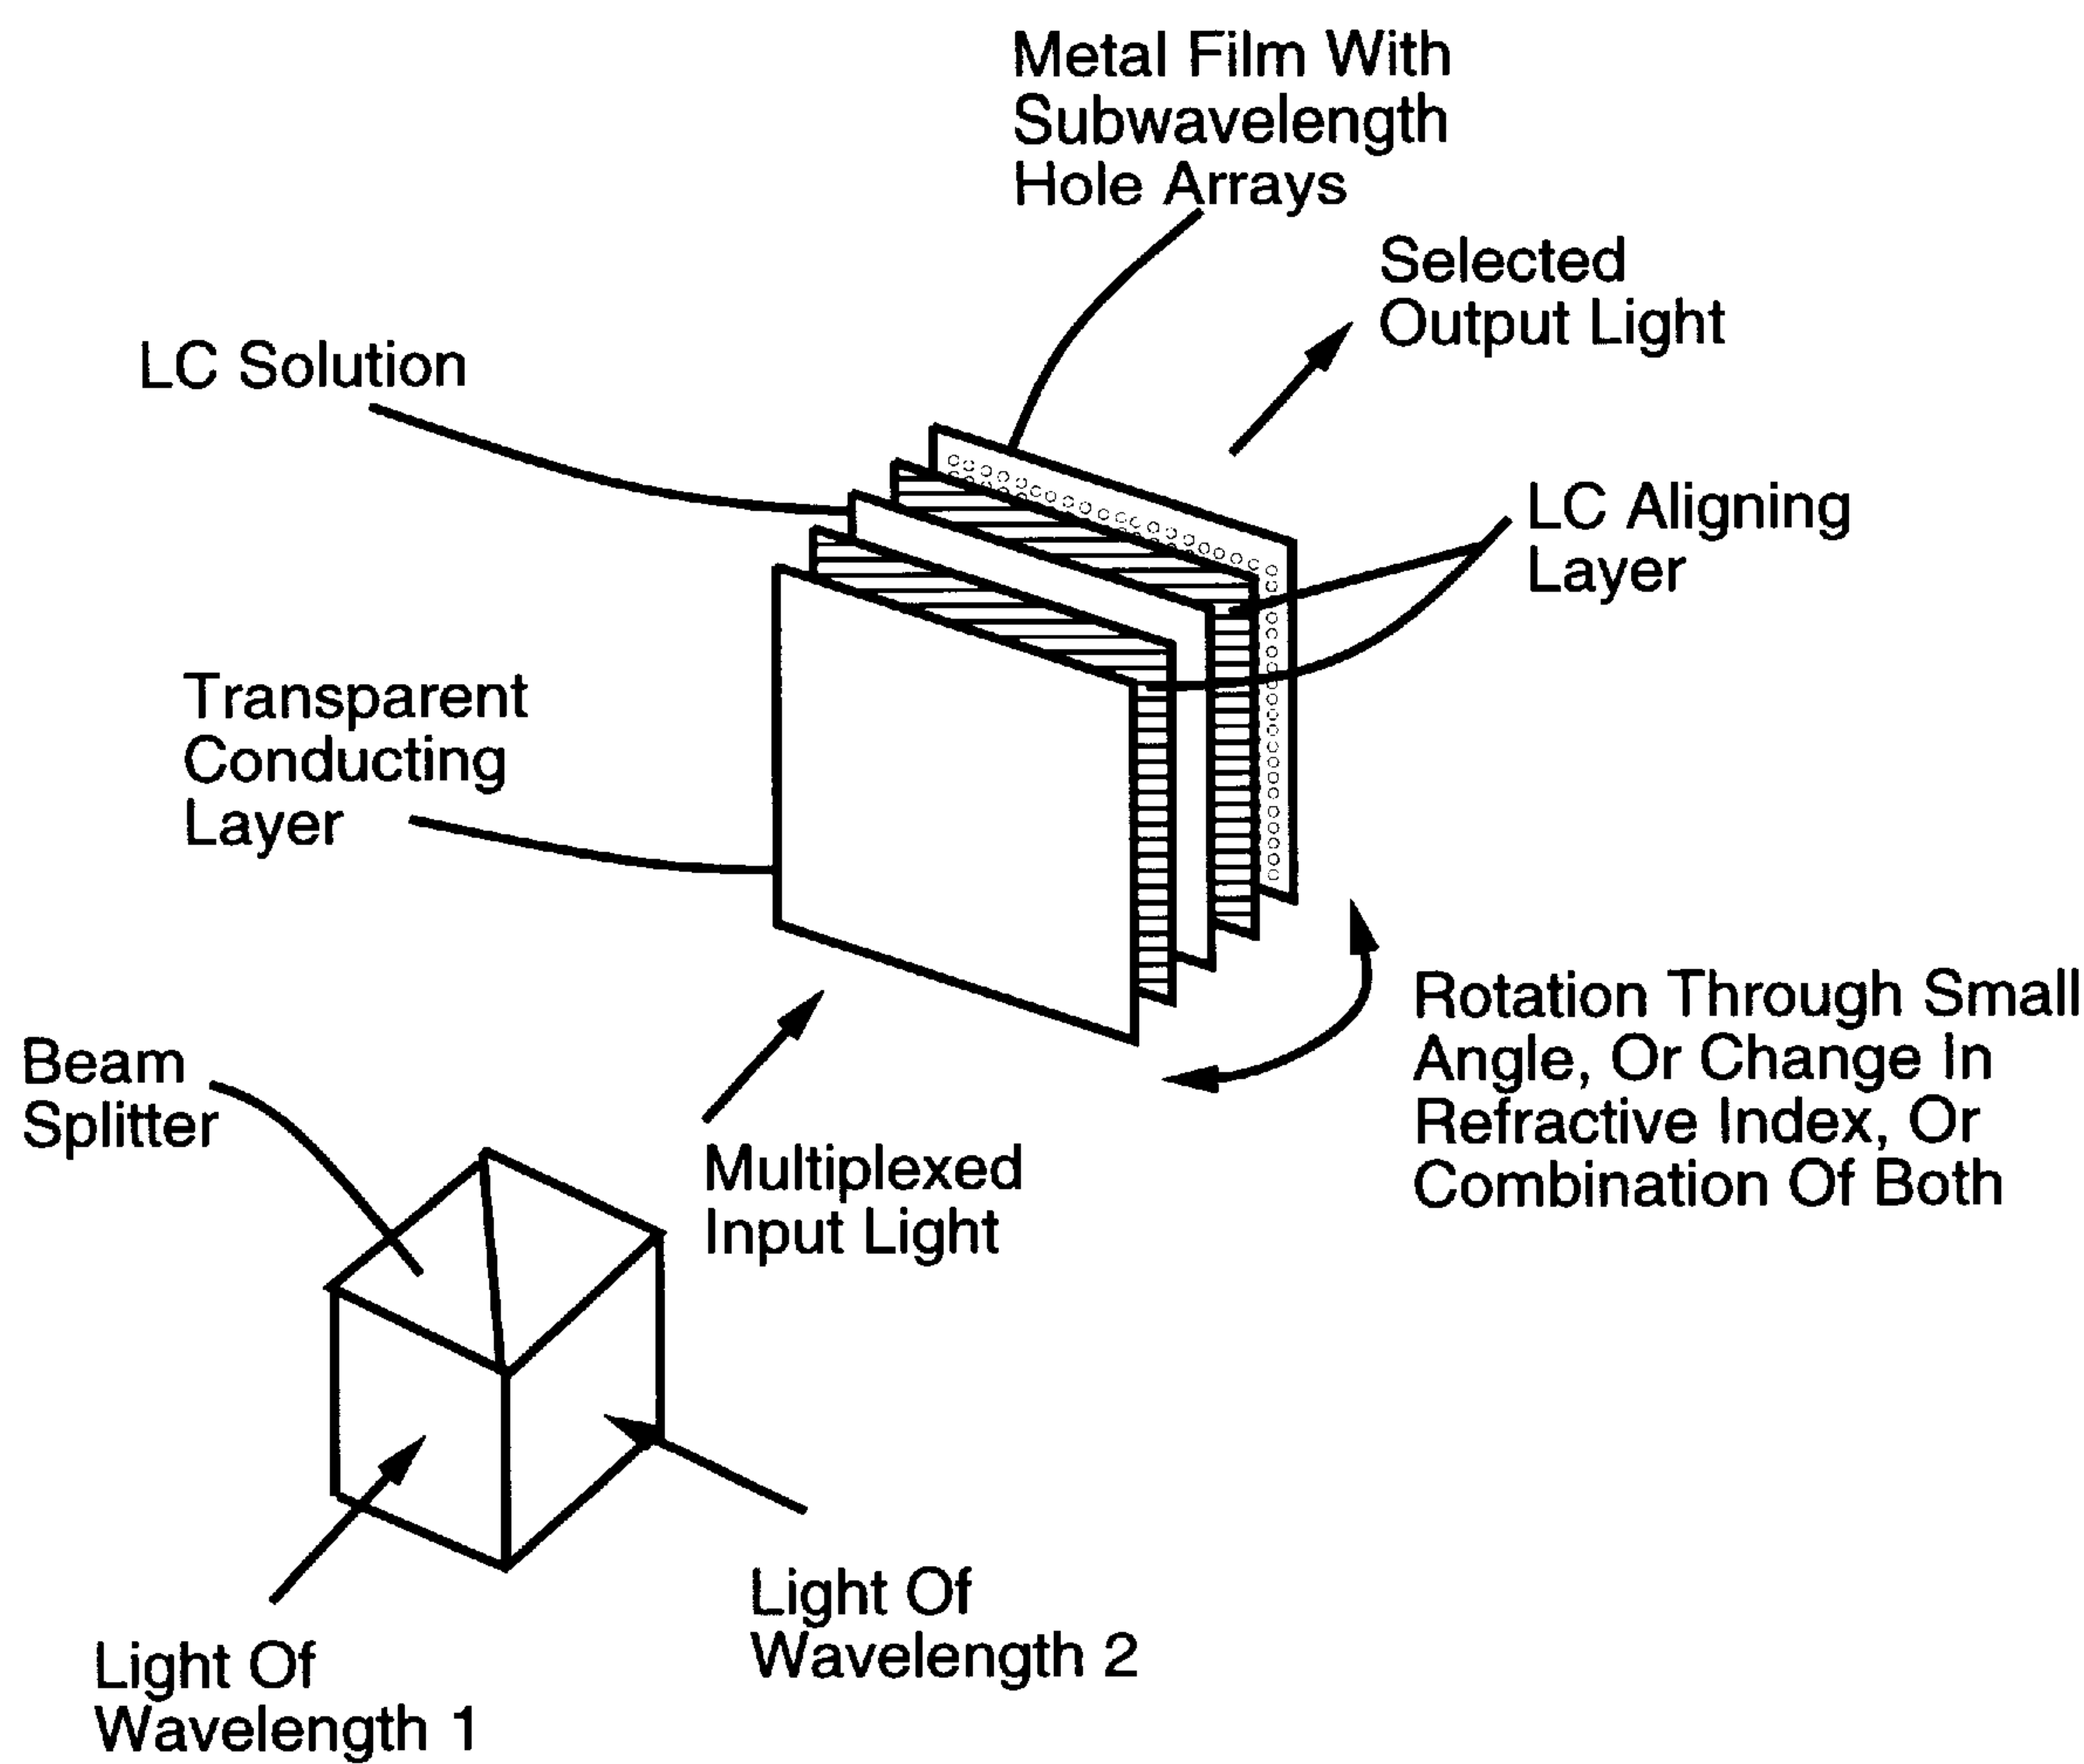 Metal Film With
Subwavelength
Hole Arrays
Selected
Output Light
LC Solution
LC Aligning
Layer
Transparent
Conducting
Layer
Rotation Through Small
Angle, Or Change In
Refractive Index, Or
Combination Of Both
Beam
Splitter
Multiplexed
Input Light
Light Of
Wavelength 2
Light Of
Wavelength 1